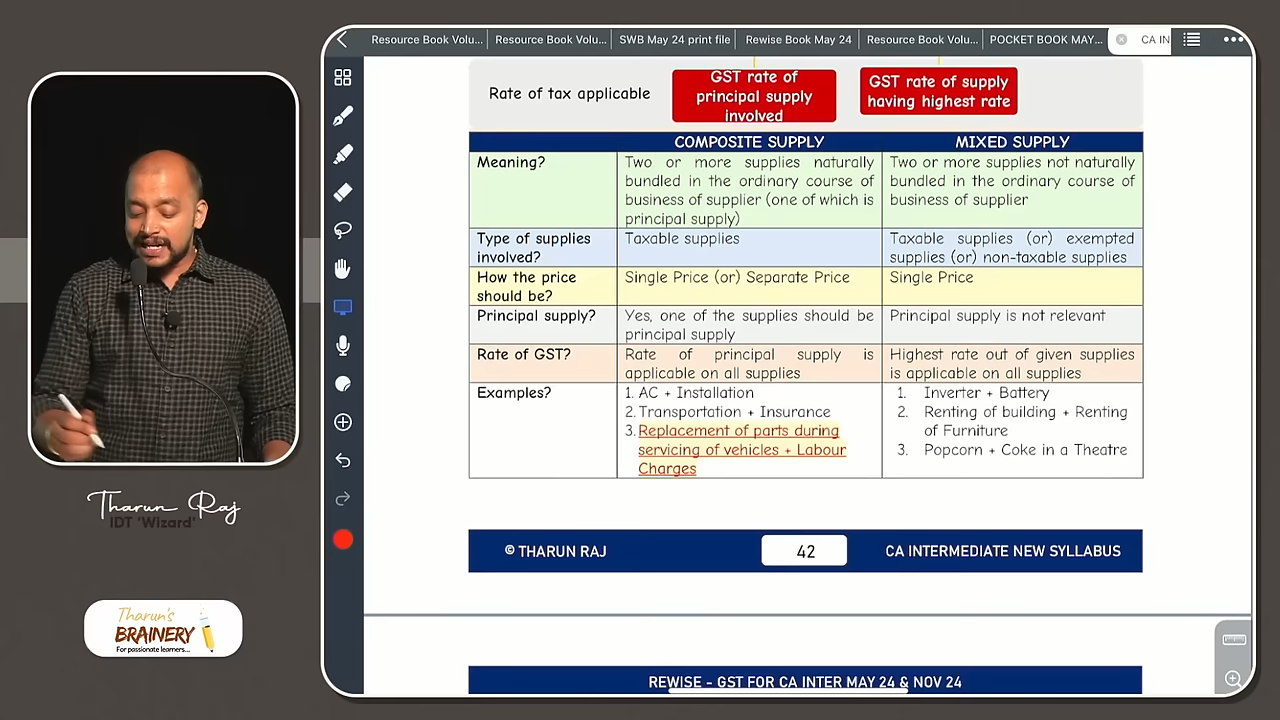 Resource Book Volu... Resource Book Volu... SWB May 24 print file Rewise Book May 24 Resource Book Volu... POCKET BOOK MAY... CA IN
Rate of tax applicable
GST rate of
principal supply
involved
GST rate of supply
having highest rate
COMPOSITE SUPPLY MIXED SUPPLY
Meaning?
Two or more supplies naturally
bundled in the ordinary course of
business of supplier (one of which is
principal supply)
Two or more supplies not naturally
bundled in the ordinary course of
business of supplier
Type of supplies
involved?
Taxable supplies
Taxable supplies (or) exempted
supplies (or) non-taxable supplies
How the price
should be?
Single Price (or) Separate Price
Single Price
Principal supply?
Yes, one of the supplies should be
principal supply
Principal supply is not relevant
Rate of GST?
Rate of principal supply is
applicable on all supplies
Highest rate out of given supplies
is applicable on all supplies
Examples?
1. AC + Installation
2. Transportation + Insurance
3. Replacement of parts during
servicing of vehicles + Labour
Charges
1. Inverter + Battery
2. Renting of building + Renting
of Furniture
3. Popcorn + Coke in a Theatre
© THARUN RAJ 42 CA INTERMEDIATE NEW SYLLABUS
REWISE - GST FOR CA INTER MAY 24 & NOV 24
Tharun Raj
IDT 'Wizard'
Tharun's
BRAINERY
For passionate learners...